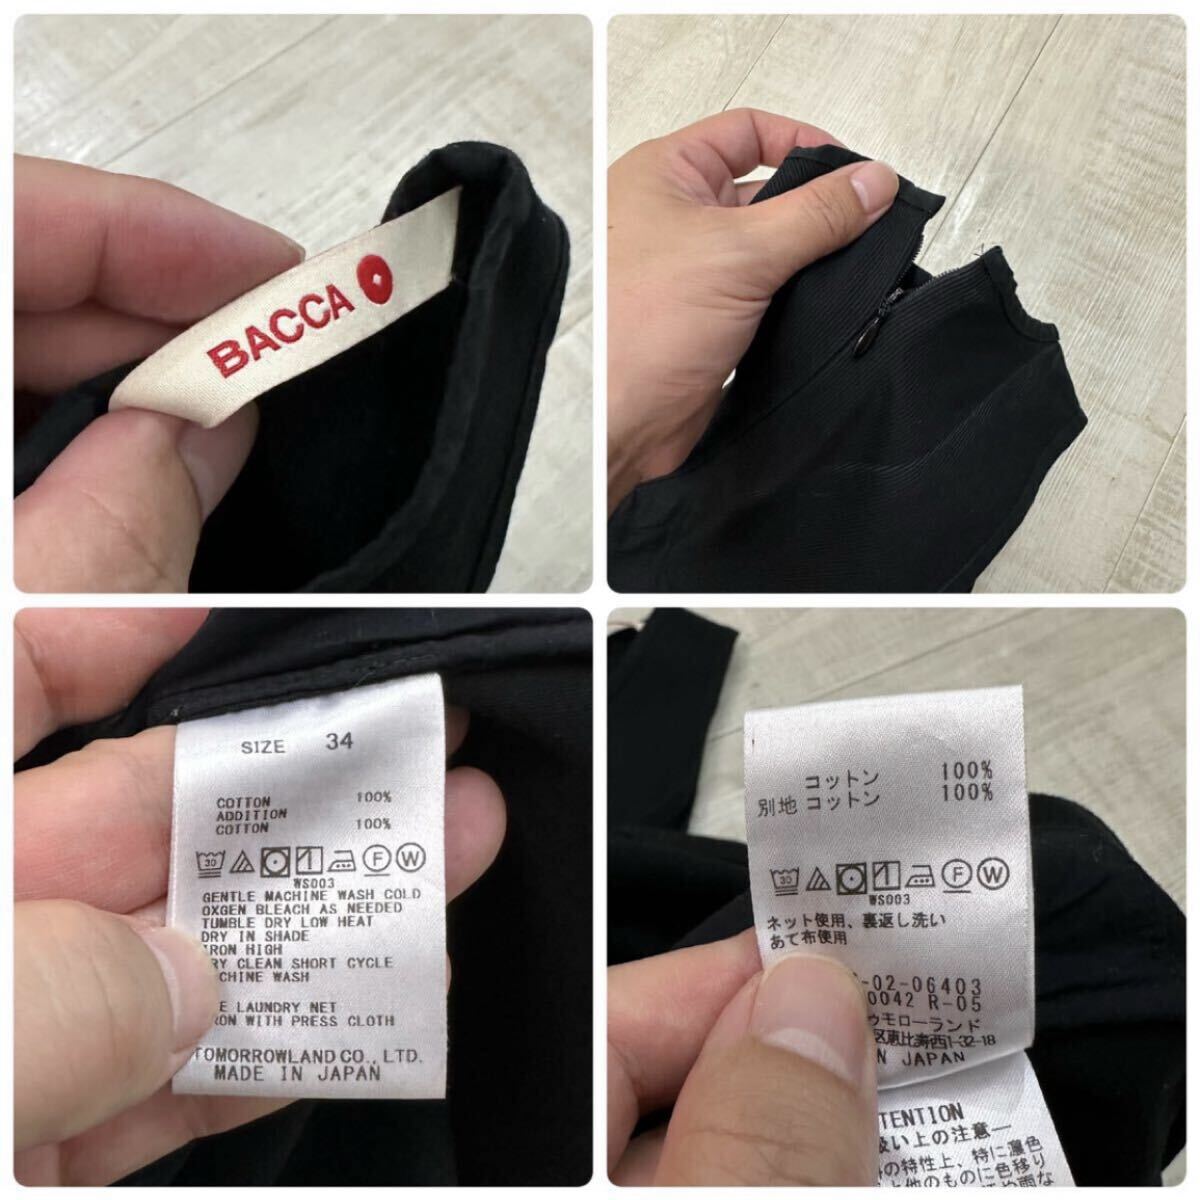 BACCA
SIZE 34
COTTON 100%
ADDITION
COTTON 100%
30 F W
WS003
GENTLE MACHINE WASH COLD
OXGEN BLEACH AS NEEDED
TUMBLE DRY LOW HEAT
DRY IN SHADE
IRON HIGH
RY CLEAN SHORT CYCLE
CHINE WASH
E LAUNDRY NET
RON WITH PRESS CLOTH
TOMORROWLAND CO., LTD.
MADE IN JAPAN
コットン 100%
別地 コットン 100%
30 F W
WS003
ネット使用、裏返し洗い
あて布使用
-02-06403
0042 R-05
ゥモローランド
区恵比寿西1-32-18
N JAPAN
TENTION
扱い上の注意
の特性上、特に濃色
と他のものに色移り